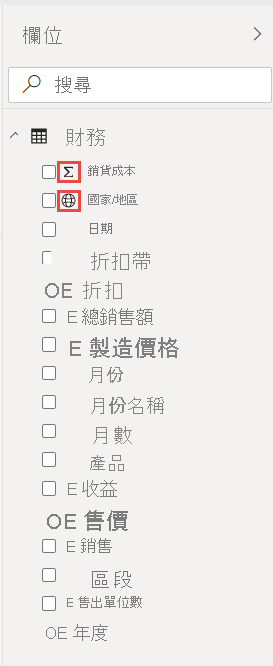 欄位
搜尋
財務
Σ 銷貨成本
國家/地區
日期
折扣帶
OE 折扣
E 總銷售額
E 製造價格
月份
月份名稱
月數
產品
E 收益
OE 售價
E 銷售
區段
E 售出單位數
OE 年度